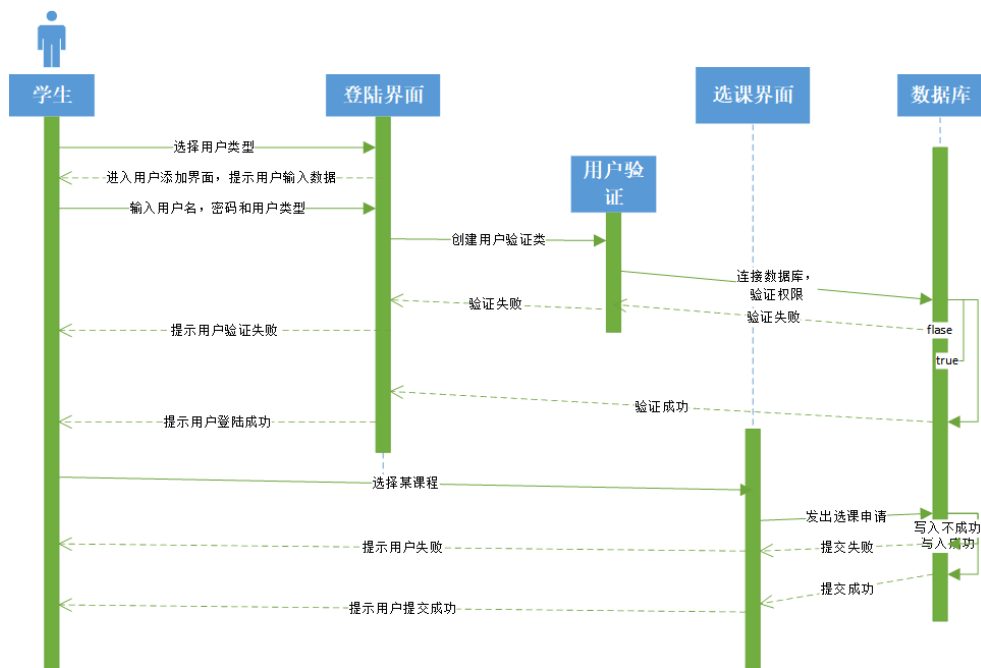 学生
登陆界面
选课界面
数据库
选择用户类型
用户验
证
进入用户添加界面，提示用户输入数据
输入用户名，密码和用户类型
创建用户验证类
连接数据库，
验证权限
验证失败
验证失败
提示用户验证失败
flase
true
验证成功
提示用户登陆成功
选择某课程
发出选课申请
写入不成功
与入成功
提示用户失败
提交失败
提交成功
提示用户提交成功